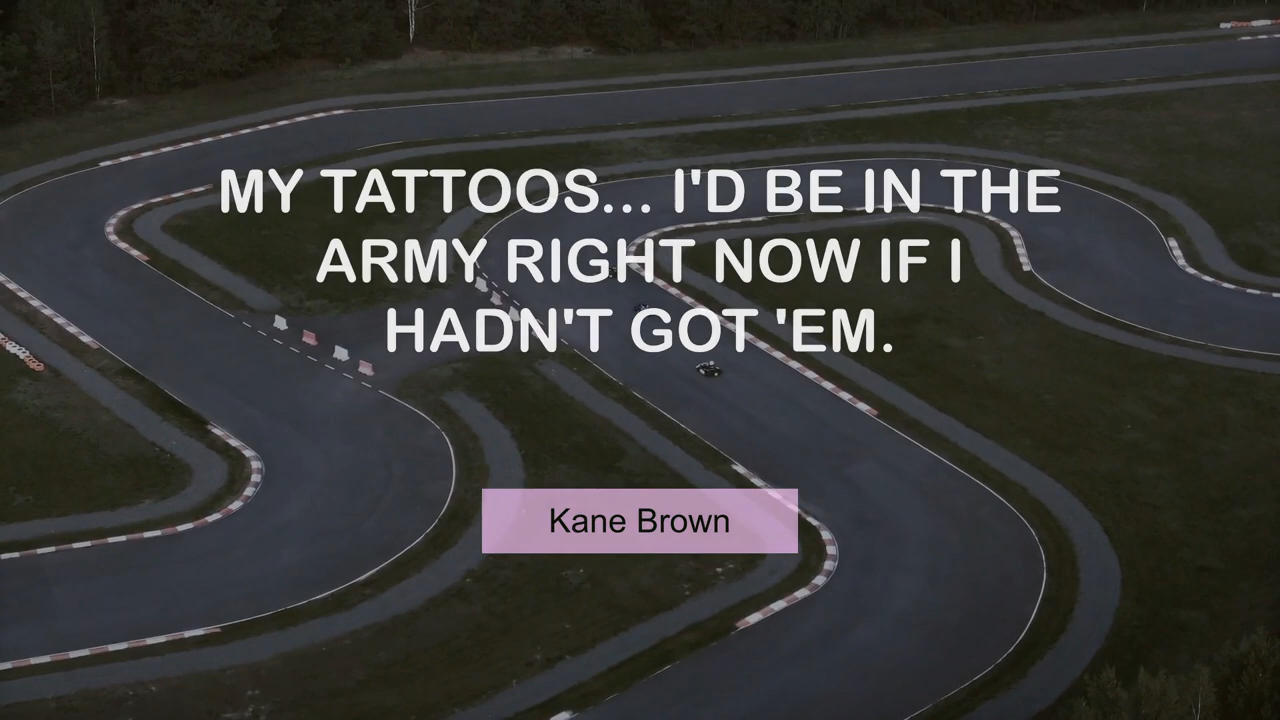 MY TATTOOS... I'D BE IN THE
ARMY RIGHT NOW IF I
HADN'T GOT 'EM.
Kane Brown